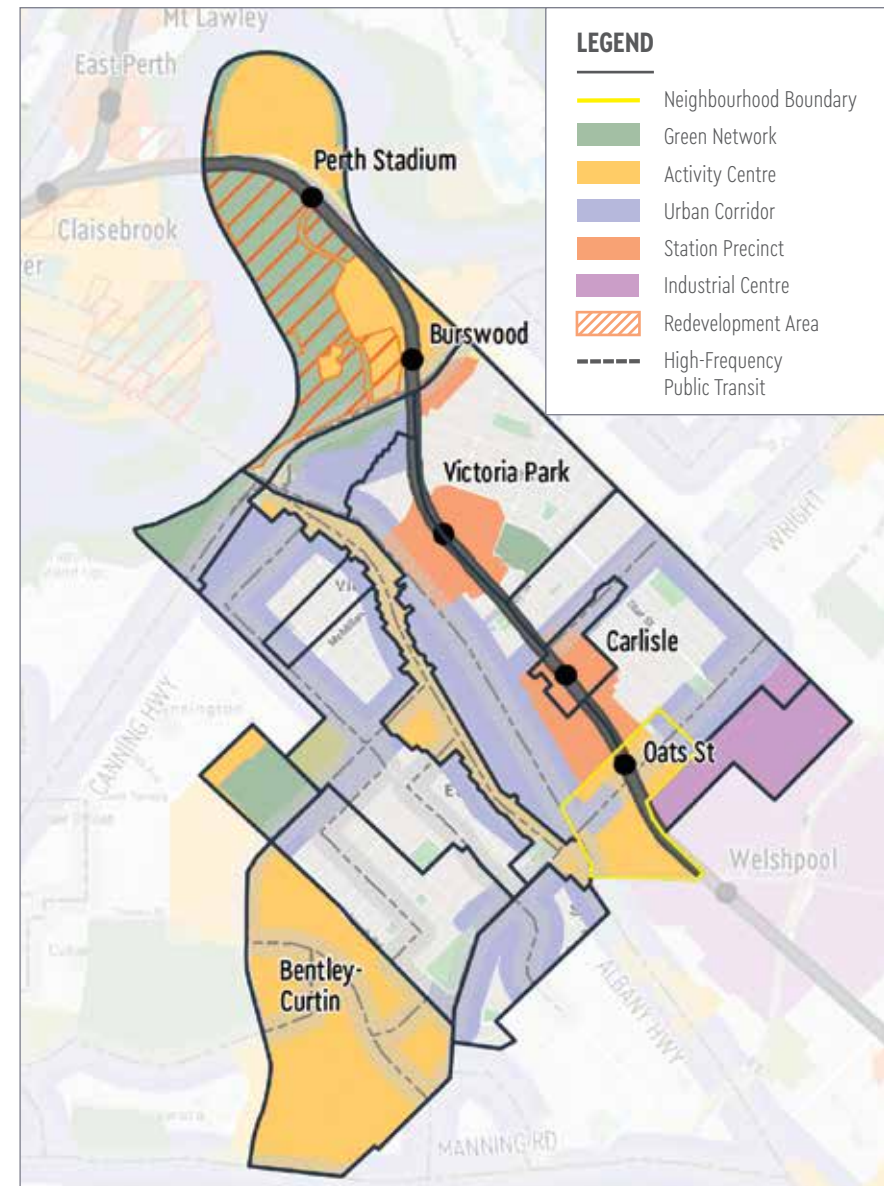 Mt Lawley
East Perth
Perth Stadium
Claisebrook
Burswood
Victoria Park
WRIGHT
Carlisle
CANNING HWY
Oats St
Welshpool
Bentley-
Curtin
ALBANY HWY
MANNING RD
LEGEND
Neighbourhood Boundary
Green Network
Activity Centre
Urban Corridor
Station Precinct
Industrial Centre
Redevelopment Area
High-Frequency
Public Transit